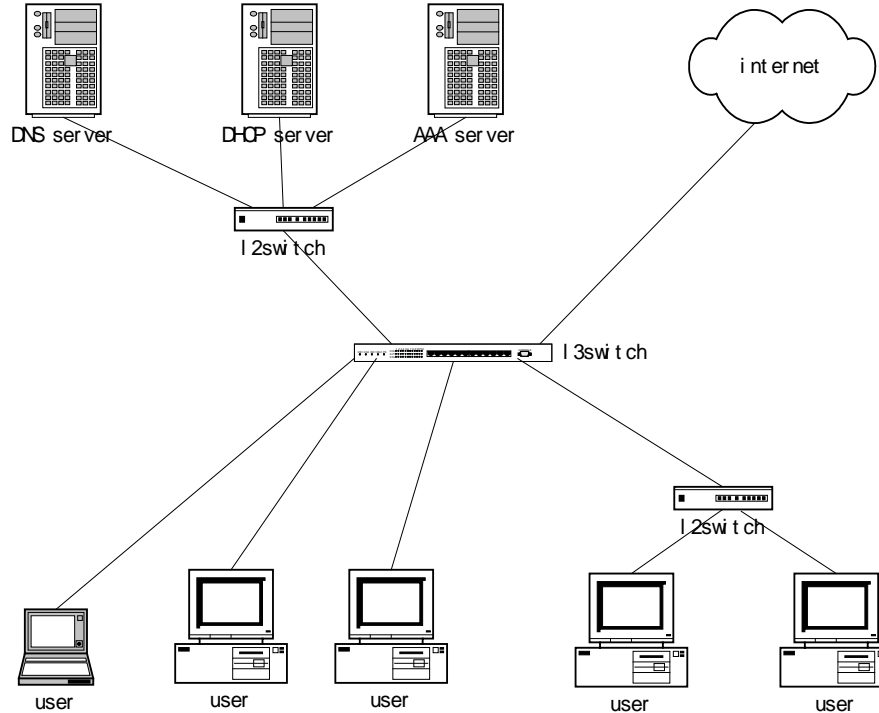 DNS server
DHCP server
AAA server
internet
l2switch
l3switch
l2switch
user
user
user
user
user